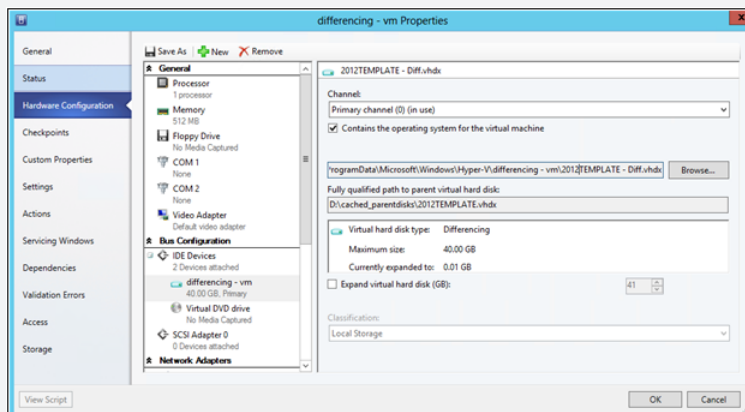 differencing - vm Properties
General
Status
Hardware Configuration
Checkpoints
Custom Properties
Settings
Actions
Servicing Windows
Dependencies
Validation Errors
Access
Storage
Save As New Remove
General
Processor
1 processor
Memory
512 MB
Floppy Drive
No Media Captured
COM 1
None
COM 2
None
Video Adapter
Default video adapter
Bus Configuration
IDE Devices
2 Devices attached
differencing - vm
40.00 GB, Primary
Virtual DVD drive
No Media Captured
SCSI Adapter 0
0 Devices attached
Network Adapters
2012TEMPLATE - Diff.vhdx
Channel:
Primary channel (0) (in use)
Contains the operating system for the virtual machine
rogramData\Microsoft\Windows\Hyper-V\differencing - vm\2012TEMPLATE - Diff.vhdx Browse...
Fully qualified path to parent virtual hard disk:
D:\cached_parentdisks\2012TEMPLATE.vhdx
Virtual hard disk type: Differencing
Maximum size: 40.00 GB
Currently expanded to: 0.01 GB
Expand virtual hard disk (GB): 41
Classification:
Local Storage
View Script OK Cancel